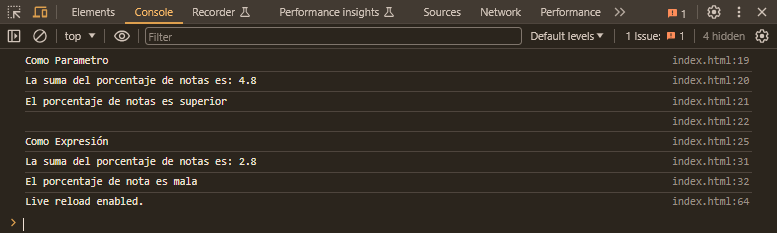 Elements Console Recorder Performance insights Sources Network Performance 1
top Filter Default levels 1 Issue: 1 4 hidden
Como Parametro index.html:19
La suma del porcentaje de notas es: 4.8 index.html:20
El porcentaje de notas es superior index.html:21
index.html:22
Como Expresión index.html:25
La suma del porcentaje de notas es: 2.8 index.html:31
El porcentaje de nota es mala index.html:32
Live reload enabled. index.html:64